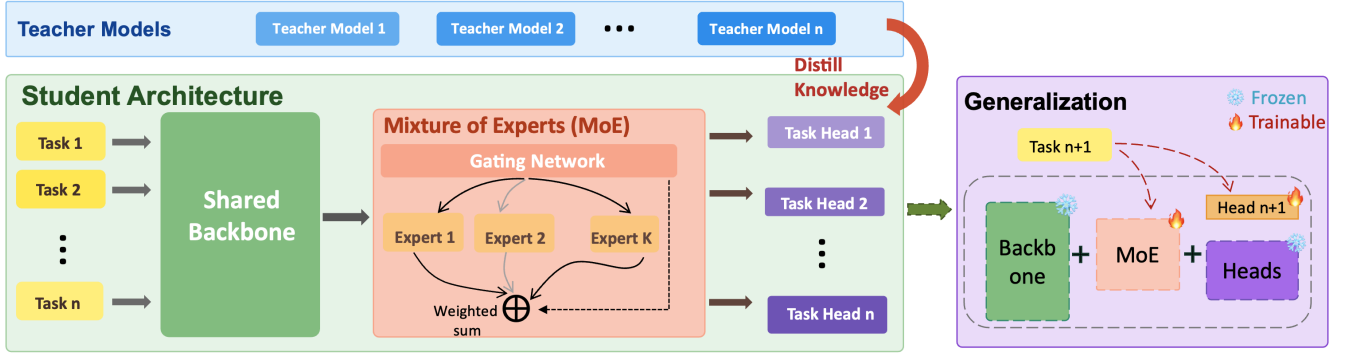 Teacher Models
Teacher Model 1
Teacher Model 2
Teacher Model n
Distill
Knowledge
Student Architecture
Task 1
Task 2
Task n
Shared
Backbone
Mixture of Experts (MoE)
Gating Network
Expert 1
Expert 2
Expert K
Weighted
sum
Task Head 1
Task Head 2
Task Head n
Generalization
Frozen
Trainable
Task n+1
Head n+1
Backb
one
+
MoE
+
Heads